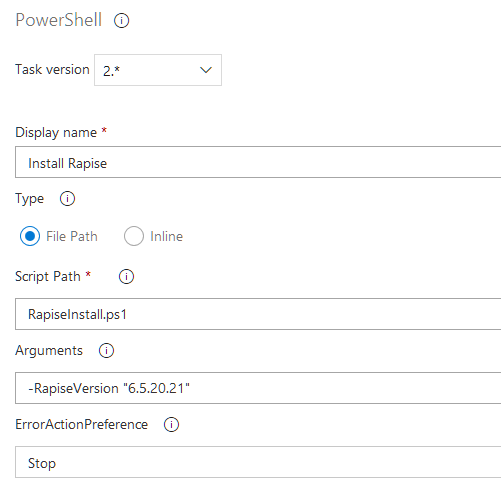 PowerShell
Task version 2.*
Display name *
Install Rapise
Type
File Path Inline
Script Path *
RapiseInstall.ps1
Arguments
-RapiseVersion "6.5.20.21"
ErrorActionPreference
Stop